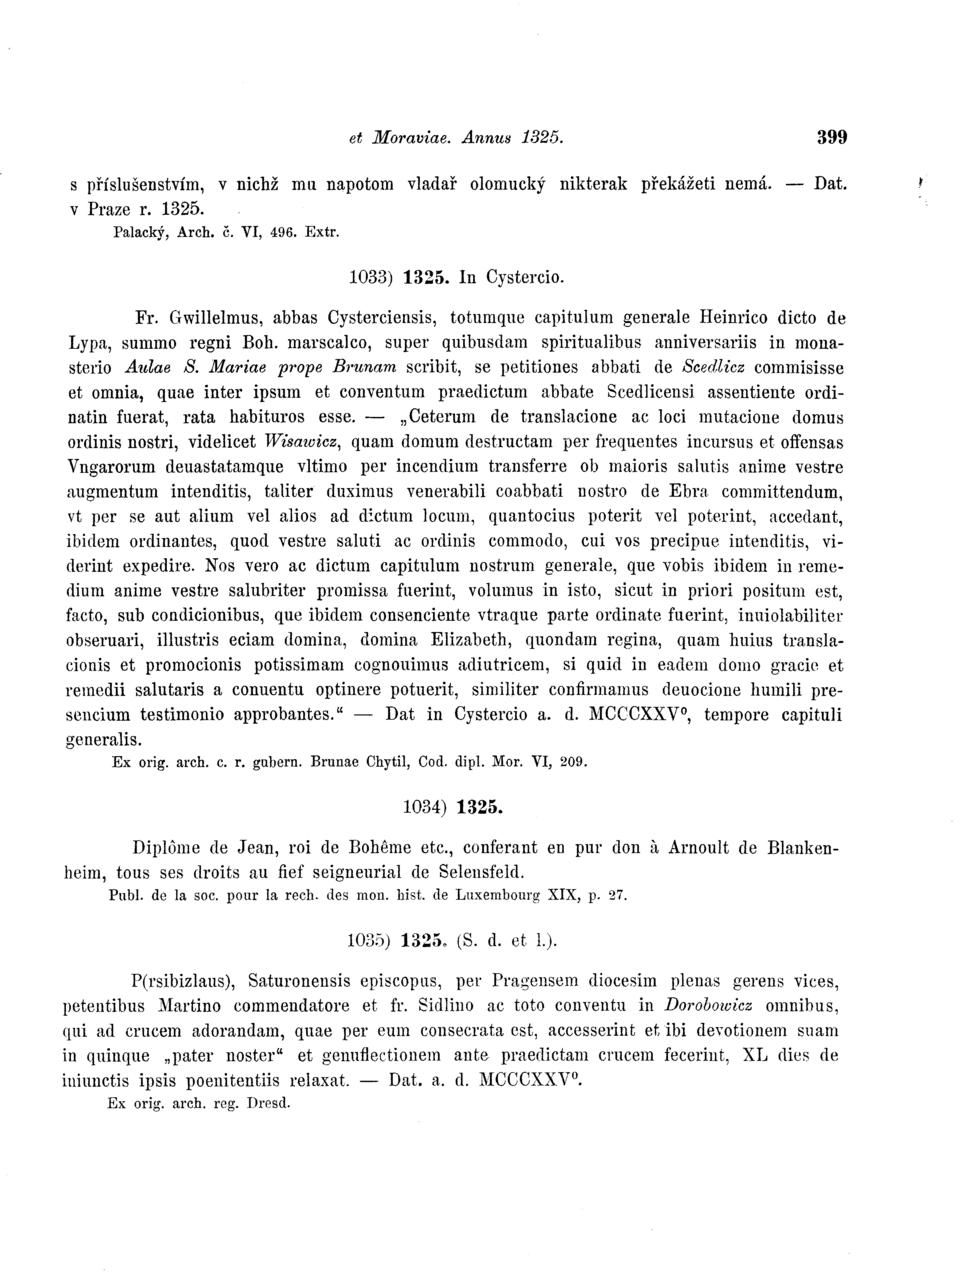 et Moraviae. Annus 1325. 399
s příslušenstvím, v nichž mu napotom vladař olomucký nikterak překážeti nemá. — Dat.
v Praze r. 1325.
Palacký, Arch. č. VI, 496. Extr.
1033) 1325. In Cystercio.
Fr. Gwillelmus, abbas Cysterciensis, totumque capitulum generale Heinrico dicto de
Lypa, summo regni Boh. marscalco, super quibusdam spiritualibus anniversariis in mona-
sterio Aulae S. Mariae prope Brunam scribit, se petitiones abbati de Scedlicz commisisse
et omnia, quae inter ipsum et conventum praedictum abbate Scedlicensi assentiente ordi-
natin fuerat, rata habituros esse. — „Ceterum de translacione ac loci mutacione domus
ordinis nostri, videlicet Wisawicz, quam domum destructam per frequentes incursus et offensas
Vngarorum deuastatamque vltimo per incendium transferre ob maioris salutis anime vestre
augmentum intenditis, taliter duximus venerabili coabbati nostro de Ebra committendum,
vt per se aut alium vel alios ad dictum locum, quantocius poterit vel poterint, accedant,
ibidem ordinantes, quod vestre saluti ac ordinis commodo, cui vos precipue intenditis, vi-
derint expedire. Nos vero ac dictum capitulum nostrum generale, que vobis ibidem in reme-
dium anime vestre salubriter promissa fuerint, volumus in isto, sicut in priori positum est,
facto, sub condicionibus, que ibidem consenciente vtraque parte ordinate fuerint, inuiolabiliter
obseruari, illustris eciam domina, domina Elizabeth, quondam regina, quam huius transla-
cionis et promocionis potissimam cognouimus adiutricem, si quid in eadem domo gracie et
remedii salutaris a conuentu optinere potuerit, similiter confirmamus deuocione humili pre-
sencium testimonio approbantes.“ — Dat in Cystercio a. d. MCCCXXV⁰, tempore capituli
generalis.
Ex orig. arch. c. r. gubern. Brunae Chytil, Cod. dipl. Mor. VI, 209.
1034) 1325.
Diplôme de Jean, roi de Bohême etc., conferant en pur don à Arnoult de Blanken-
heim, tous ses droits au fief seigneurial de Selensfeld.
Publ. de la soc. pour la rech. des mon. hist. de Luxembourg XIX, p. 27.
1035) 1325. (S. d. et l.).
P(rsibizlaus), Saturonensis episcopus, per Pragensem diocesim plenas gerens vices,
petentibus Martino commendatore et fr. Sidlino ac toto conventu in Dorobowicz omnibus,
qui ad crucem adorandam, quae per eum consecrata est, accesserint et ibi devotionem suam
in quinque „pater noster“ et genuflectionem ante praedictam crucem fecerint, XL dies de
iniunctis ipsis poenitentiis relaxat. — Dat. a. d. MCCCXXV⁰.
Ex orig. arch. reg. Dresd.